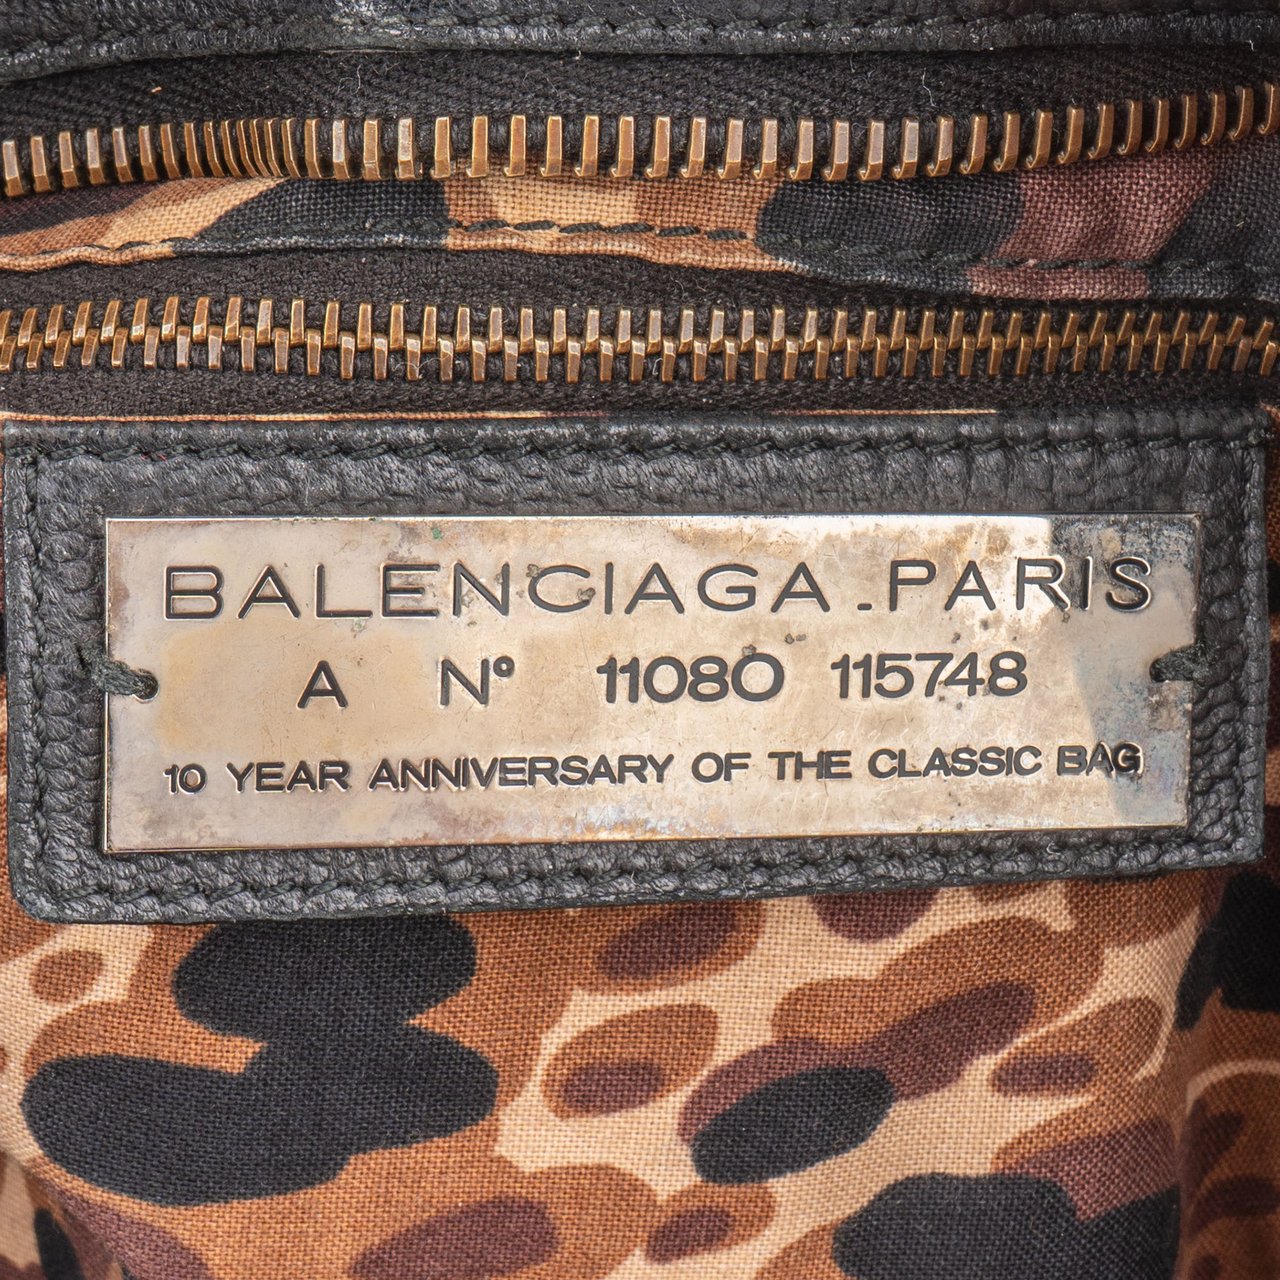 BALENCIAGA.PARIS
A N° 11080 115748
10 YEAR ANNIVERSARY OF THE CLASSIC BAG